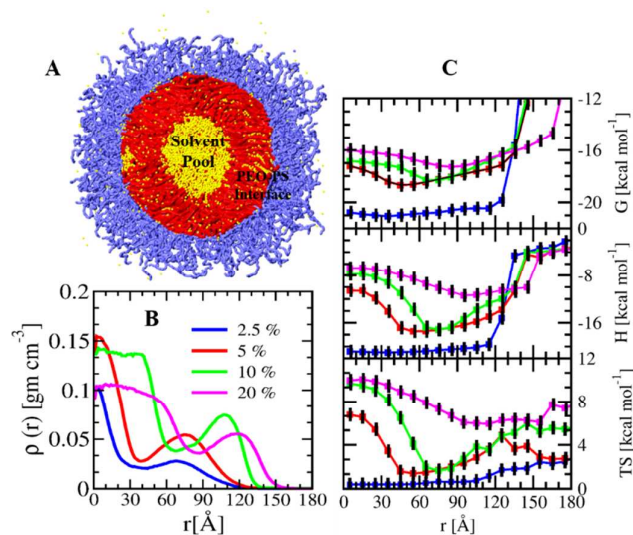 A
Solvent
Pool
PEO-PS
Interface
B
0.2
0.15
0.1
0.05
0
ρ (r) [gm cm-3]
2.5 %
5 %
10 %
20 %
0 30 60 90 120 150 180
r[Å]
C
-12
-16
-20
G [kcal mol-1]
0
-8
-16
H [kcal mol-1]
12
8
4
0
TS [kcal mol-1]
0 30 60 90 120 150 180
r [Å]